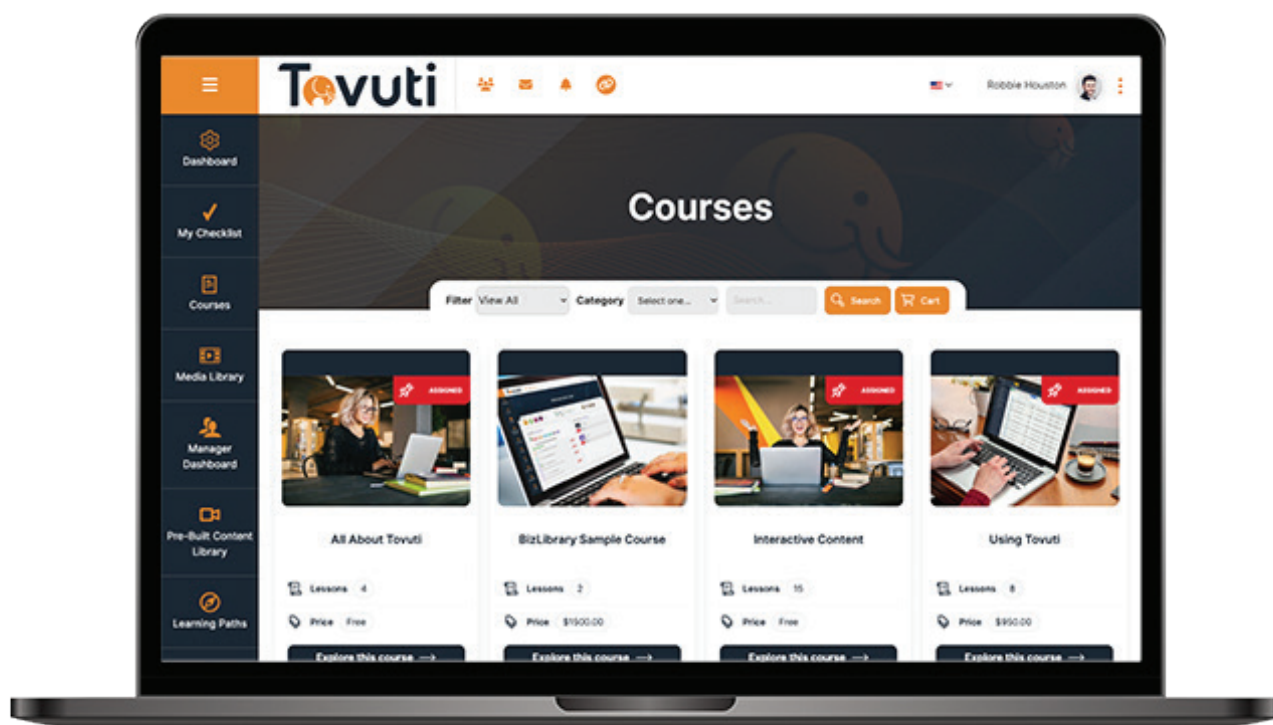 Tovuti
Robbie Houston
Dashboard
My Checklist
Courses
Media Library
Manager
Dashboard
Pre-Built Content
Library
Learning Paths
Courses
Filter View All Category Select one... Search... Search Cart
ASSIGNED ASSIGNED ASSIGNED
All About Tovuti BizLibrary Sample Course Interactive Content Using Tovuti
Lessons 4 Lessons 2 Lessons 15 Lessons 8
Price Free Price $1500.00 Price Free Price $950.00
Explore this course → Explore this course → Explore this course → Explore this course →